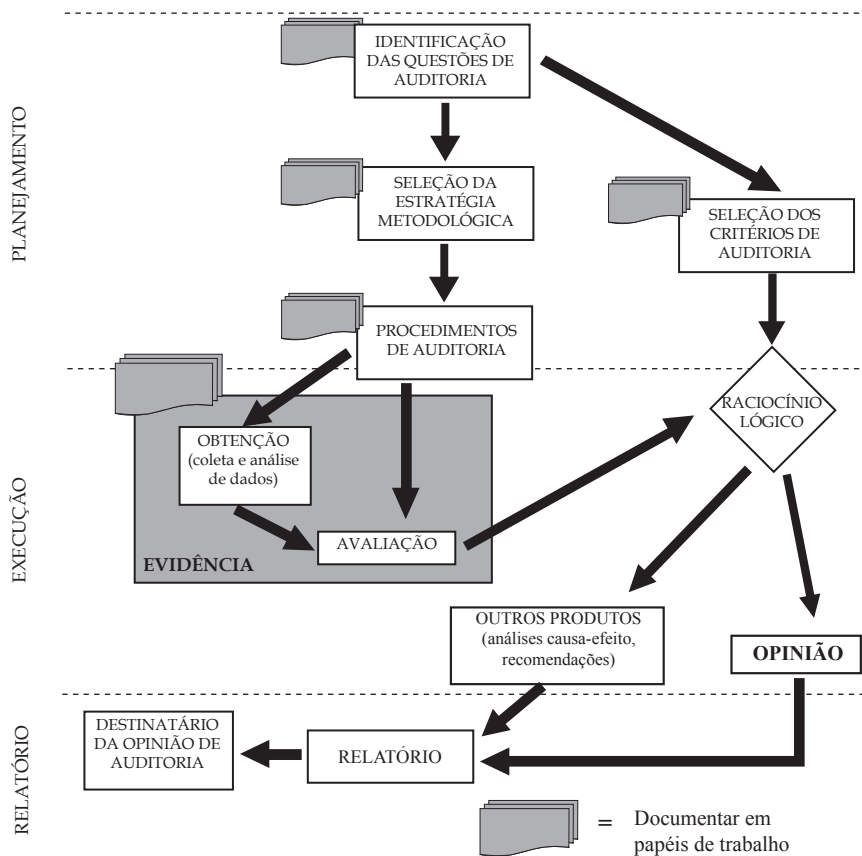 PLANEJAMENTO
IDENTIFICAÇÃO
DAS QUESTÕES DE
AUDITORIA
SELEÇÃO DA
ESTRATÉGIA
METODOLÓGICA
SELEÇÃO DOS
CRITÉRIOS DE
AUDITORIA
PROCEDIMENTOS
DE AUDITORIA
EXECUÇÃO
RACIOCÍNIO
LÓGICO
OBTENÇÃO
(coleta e análise
de dados)
AVALIAÇÃO
EVIDÊNCIA
OUTROS PRODUTOS
(análises causa-efeito,
recomendações)
OPINIÃO
RELATÓRIO
DESTINATÁRIO
DA OPINIÃO DE
AUDITORIA
RELATÓRIO
= Documentar em
papéis de trabalho